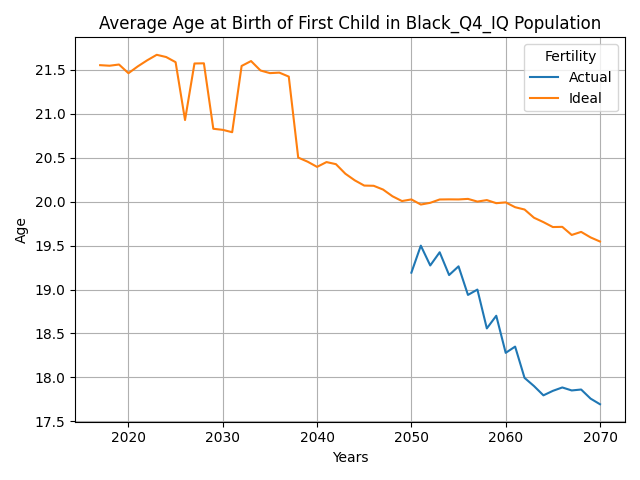 Average Age at Birth of First Child in Black_Q4_IQ Population
Fertility
Actual
Ideal
Age
21.5
21.0
20.5
20.0
19.5
19.0
18.5
18.0
17.5
2020
2030
2040
2050
2060
2070
Years